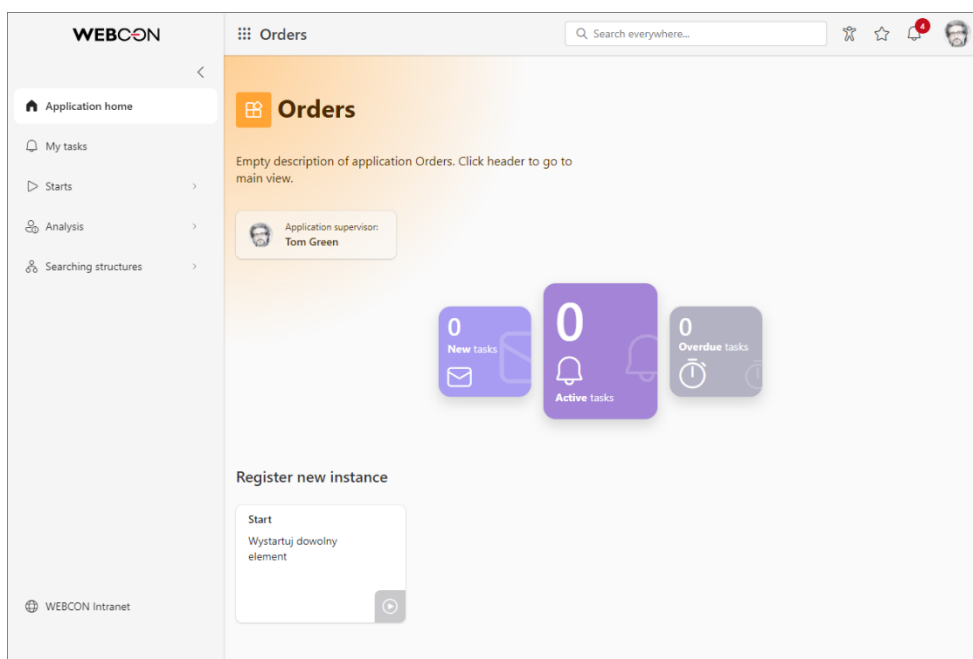 WEBCON
Orders
Search everywhere...
4
Application home
My tasks
Starts
Analysis
Searching structures
WEBCON Intranet
Orders
Empty description of application Orders. Click header to go to
main view.
Application supervisor:
Tom Green
0
New tasks
0
Active tasks
0
Overdue tasks
Register new instance
Start
Wystartuj dowolny
element